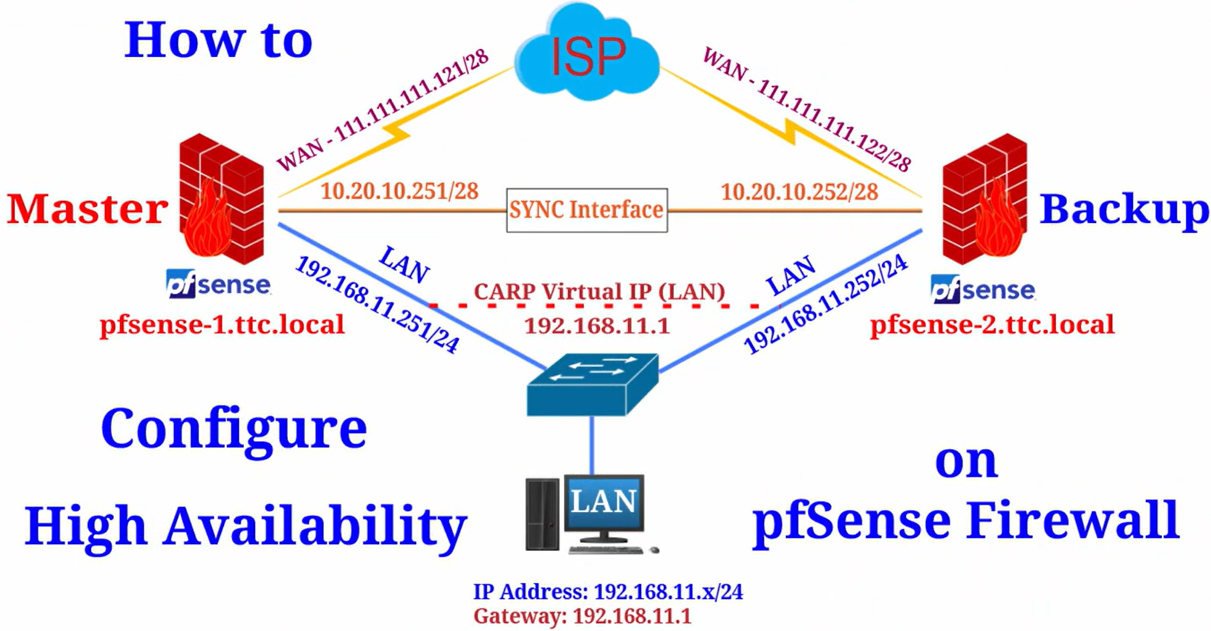 How to
ISP
WAN - 111.111.111.121/28
WAN - 111.111.111.122/28
10.20.10.251/28
SYNC Interface
10.20.10.252/28
Master
Backup
pfsense
pfsense
pfsense-1.ttc.local
pfsense-2.ttc.local
LAN
192.168.11.251/24
LAN
192.168.11.252/24
CARP Virtual IP (LAN)
192.168.11.1
Configure
High Availability
on
pfSense Firewall
LAN
IP Address: 192.168.11.x/24
Gateway: 192.168.11.1